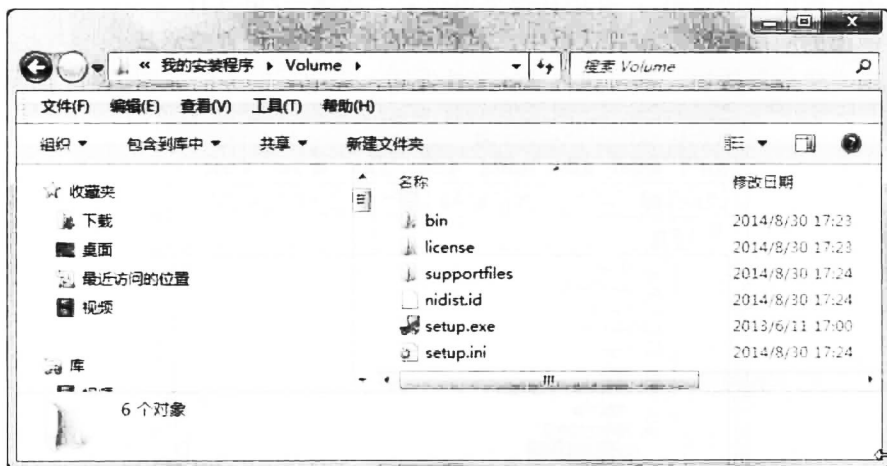 « 我的安装程序 ▸ Volume ▸
搜索 Volume
文件(F) 编辑(E) 查看(V) 工具(T) 帮助(H)
组织 ▼ 包含到库中 ▼ 共享 ▼ 新建文件夹
收藏夹
下载
桌面
最近访问的位置
视频
库
名称 修改日期
bin 2014/8/30 17:23
license 2014/8/30 17:23
supportfiles 2014/8/30 17:24
nidist.id 2014/8/30 17:24
setup.exe 2013/6/11 17:00
setup.ini 2014/8/30 17:24
6 个对象